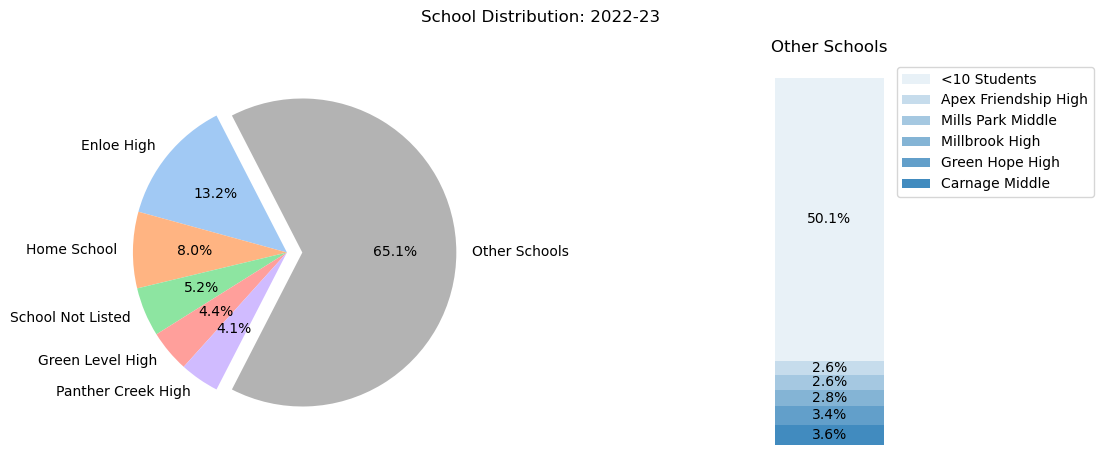 School Distribution: 2022-23
Enloe High
13.2%
Home School
8.0%
School Not Listed
5.2%
Green Level High
4.4%
Panther Creek High
4.1%
65.1%
Other Schools
Other Schools
50.1%
2.6%
2.6%
2.8%
3.4%
3.6%
<10 Students
Apex Friendship High
Mills Park Middle
Millbrook High
Green Hope High
Carnage Middle